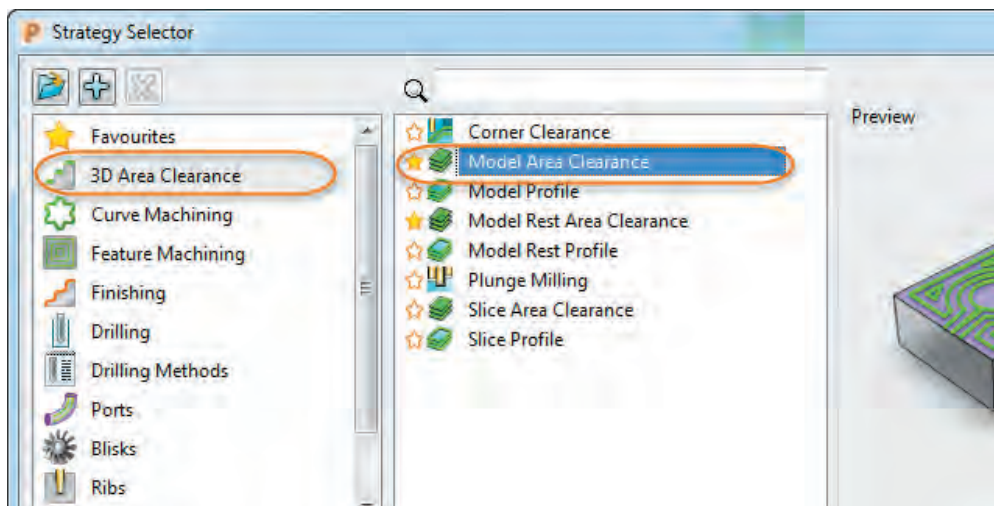 Strategy Selector
Favourites
3D Area Clearance
Curve Machining
Feature Machining
Finishing
Drilling
Drilling Methods
Ports
Blisks
Ribs
Corner Clearance
Model Area Clearance
Model Profile
Model Rest Area Clearance
Model Rest Profile
Plunge Milling
Slice Area Clearance
Slice Profile
Preview